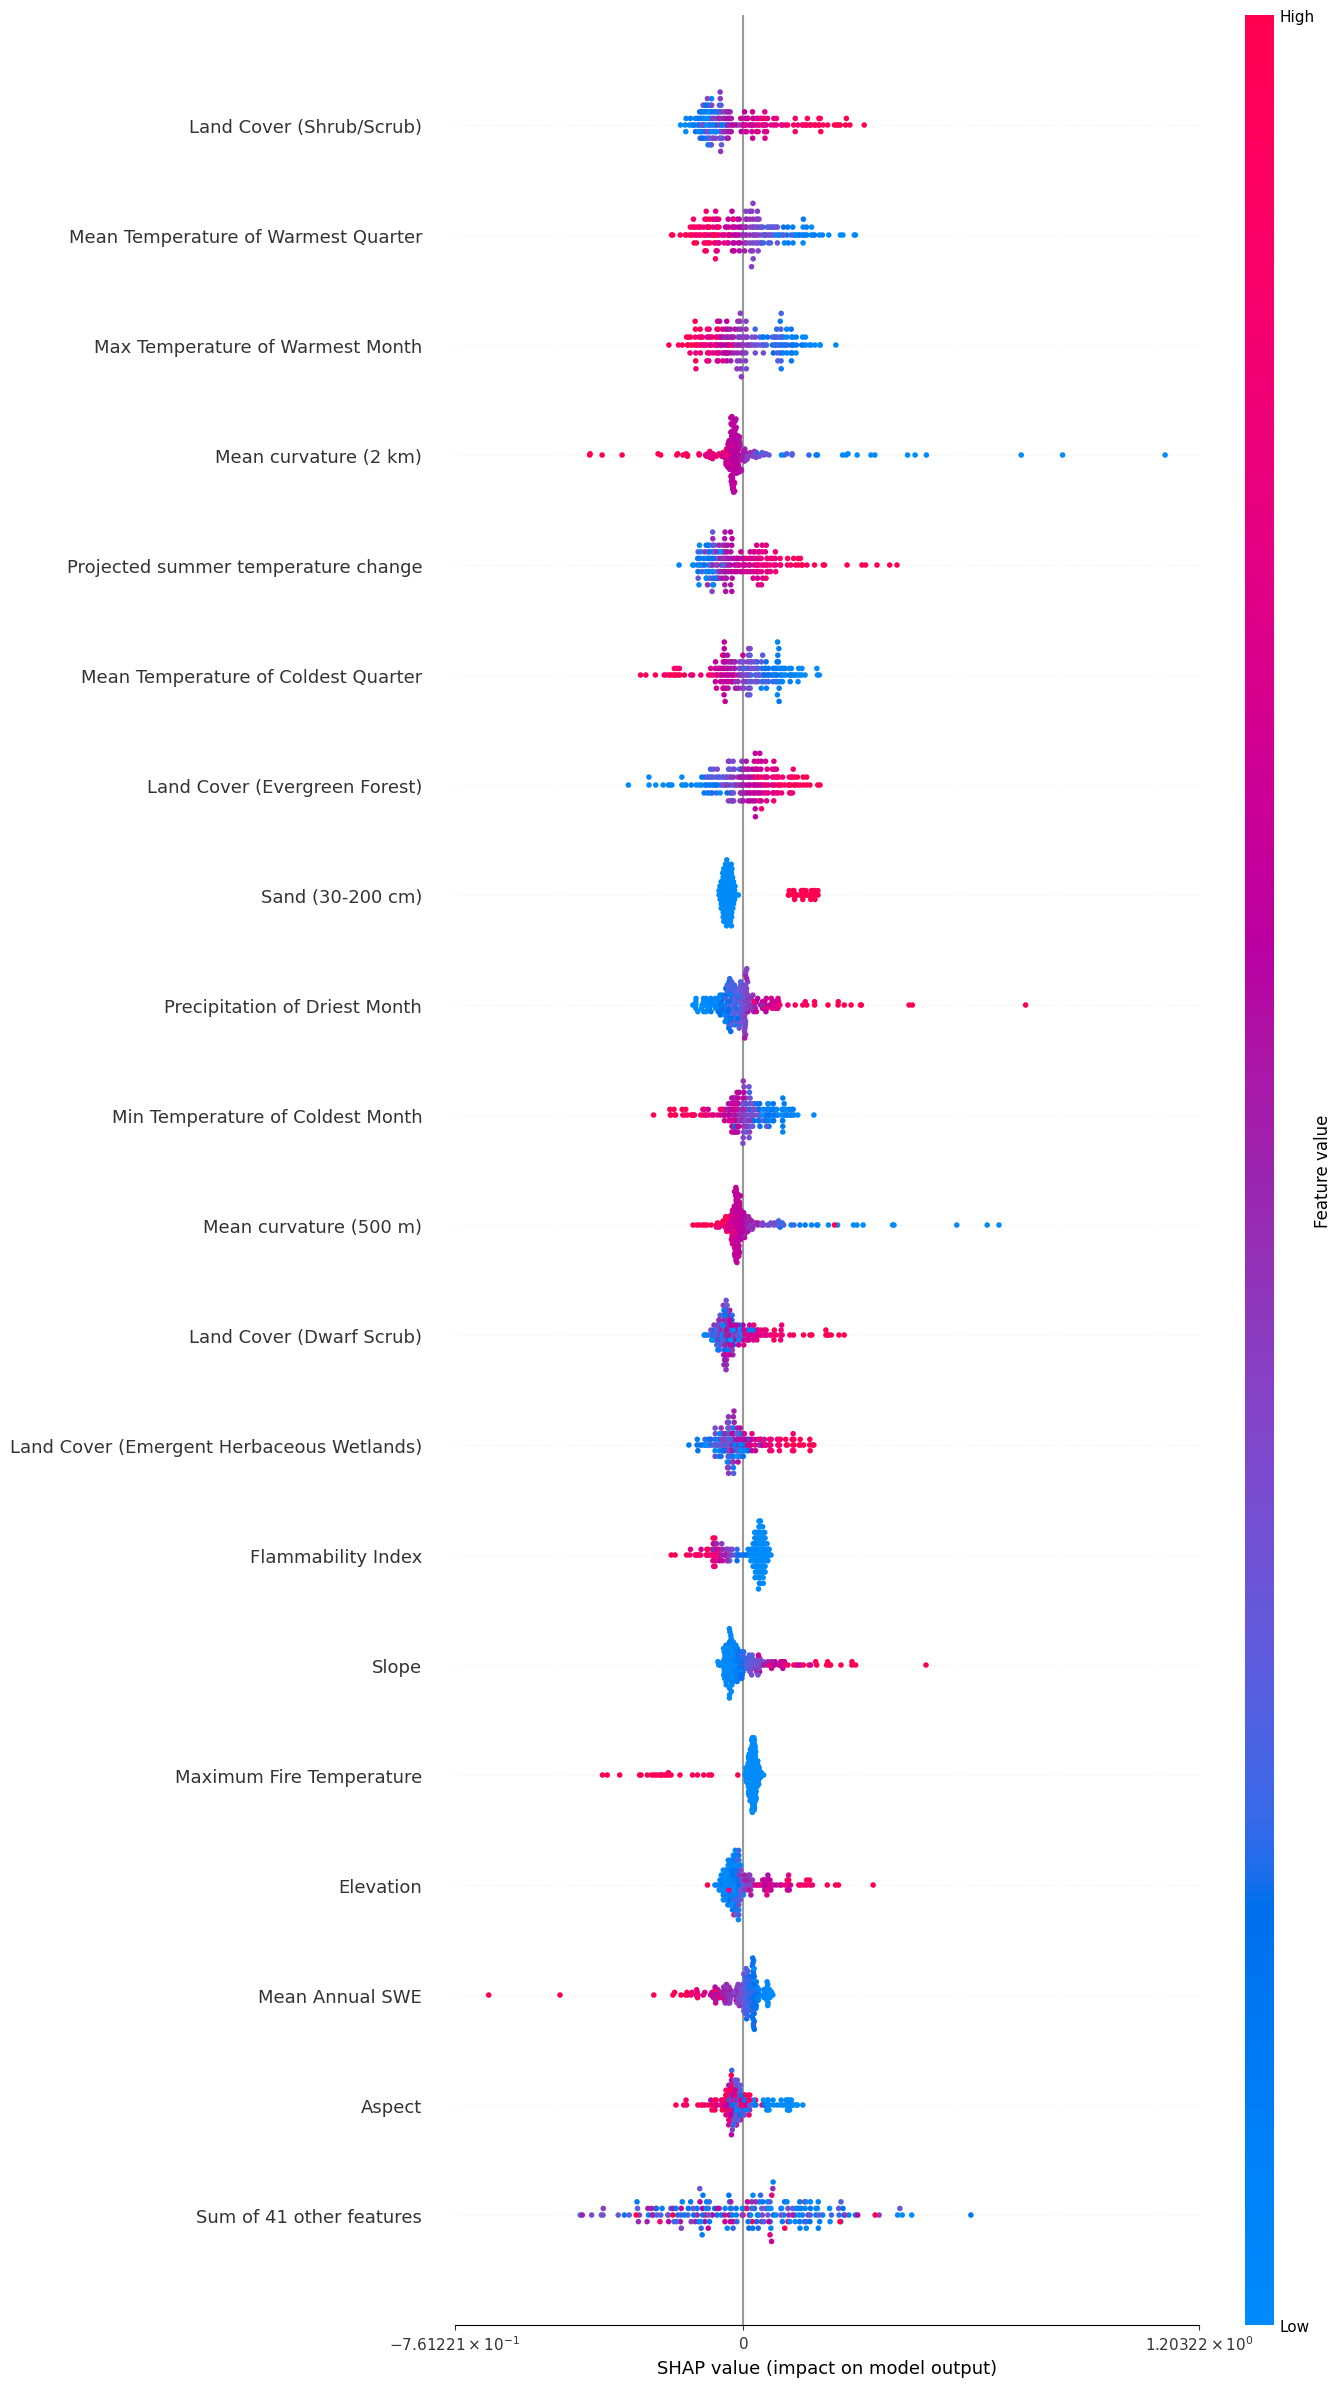 High
Land Cover (Shrub/Scrub)
Mean Temperature of Warmest Quarter
Max Temperature of Warmest Month
Mean curvature (2 km)
Projected summer temperature change
Mean Temperature of Coldest Quarter
Land Cover (Evergreen Forest)
Sand (30-200 cm)
Precipitation of Driest Month
Min Temperature of Coldest Month
Feature value
Mean curvature (500 m)
Land Cover (Dwarf Scrub)
Land Cover (Emergent Herbaceous Wetlands)
Flammability Index
Slope
Maximum Fire Temperature
Elevation
Mean Annual SWE
Aspect
Sum of 41 other features
Low
−7.61221 × 10⁻¹ 0 1.20322 × 10⁰
SHAP value (impact on model output)